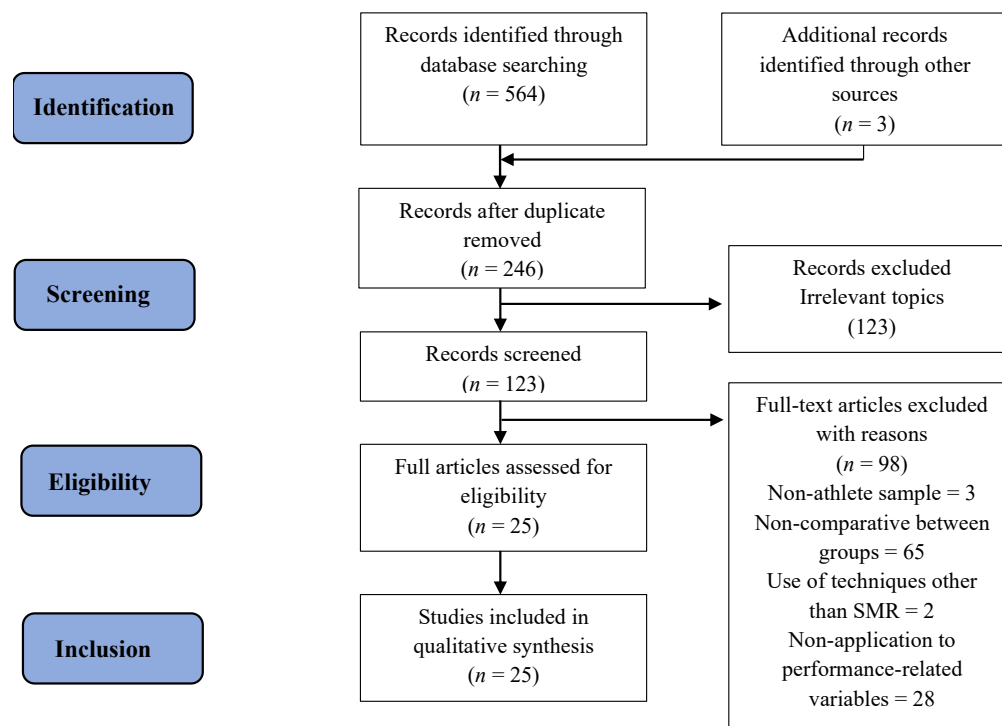 Identification
Records identified through
database searching
(n = 564)
Additional records
identified through other
sources
(n = 3)
Screening
Records after duplicate
removed
(n = 246)
Records excluded
Irrelevant topics
(123)
Records screened
(n = 123)
Eligibility
Full articles assessed for
eligibility
(n = 25)
Full-text articles excluded
with reasons
(n = 98)
Non-athlete sample = 3
Non-comparative between
groups = 65
Use of techniques other
than SMR = 2
Non-application to
performance-related
variables = 28
Inclusion
Studies included in
qualitative synthesis
(n = 25)